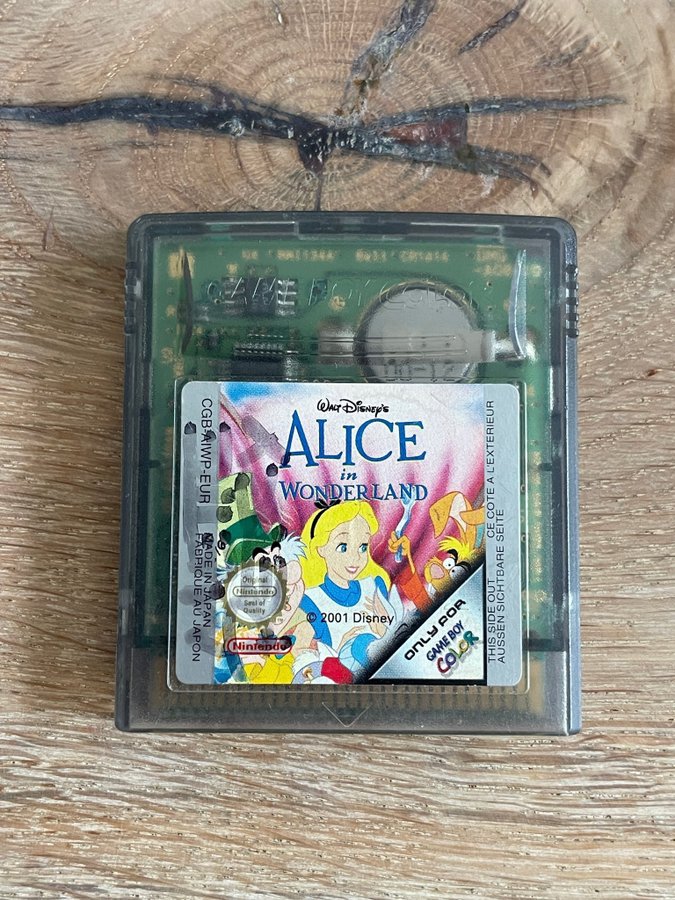 GAME BOY COLOR
Walt Disney's
ALICE
in
WONDERLAND
CGB-AIWP-EUR
MADE IN JAPAN
FABRIQUE AU JAPON
Original
Nintendo
Seal of
Quality
Nintendo
© 2001 Disney
ONLY FOR
GAME BOY
COLOR
THIS SIDE OUT CE COTE A L'EXTERIEUR
AUSSEN SICHTBARE SEITE